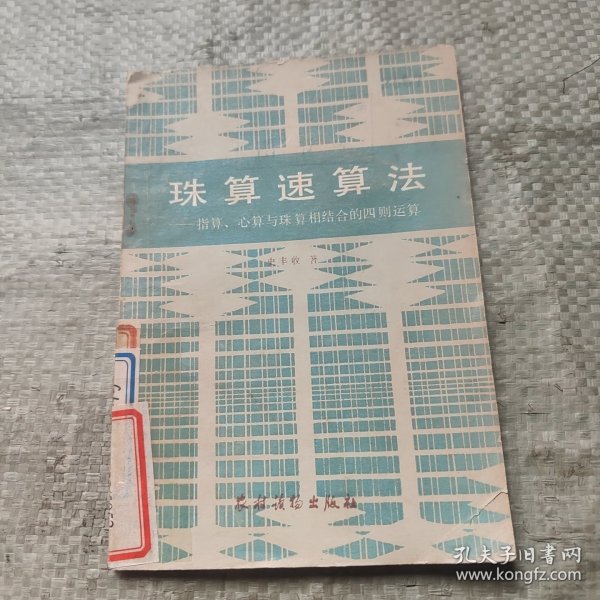 珠算速算法
——指算、心算与珠算相结合的四则运算
史丰收 著
农村读物出版社
孔夫子旧书网
www.kongfz.com